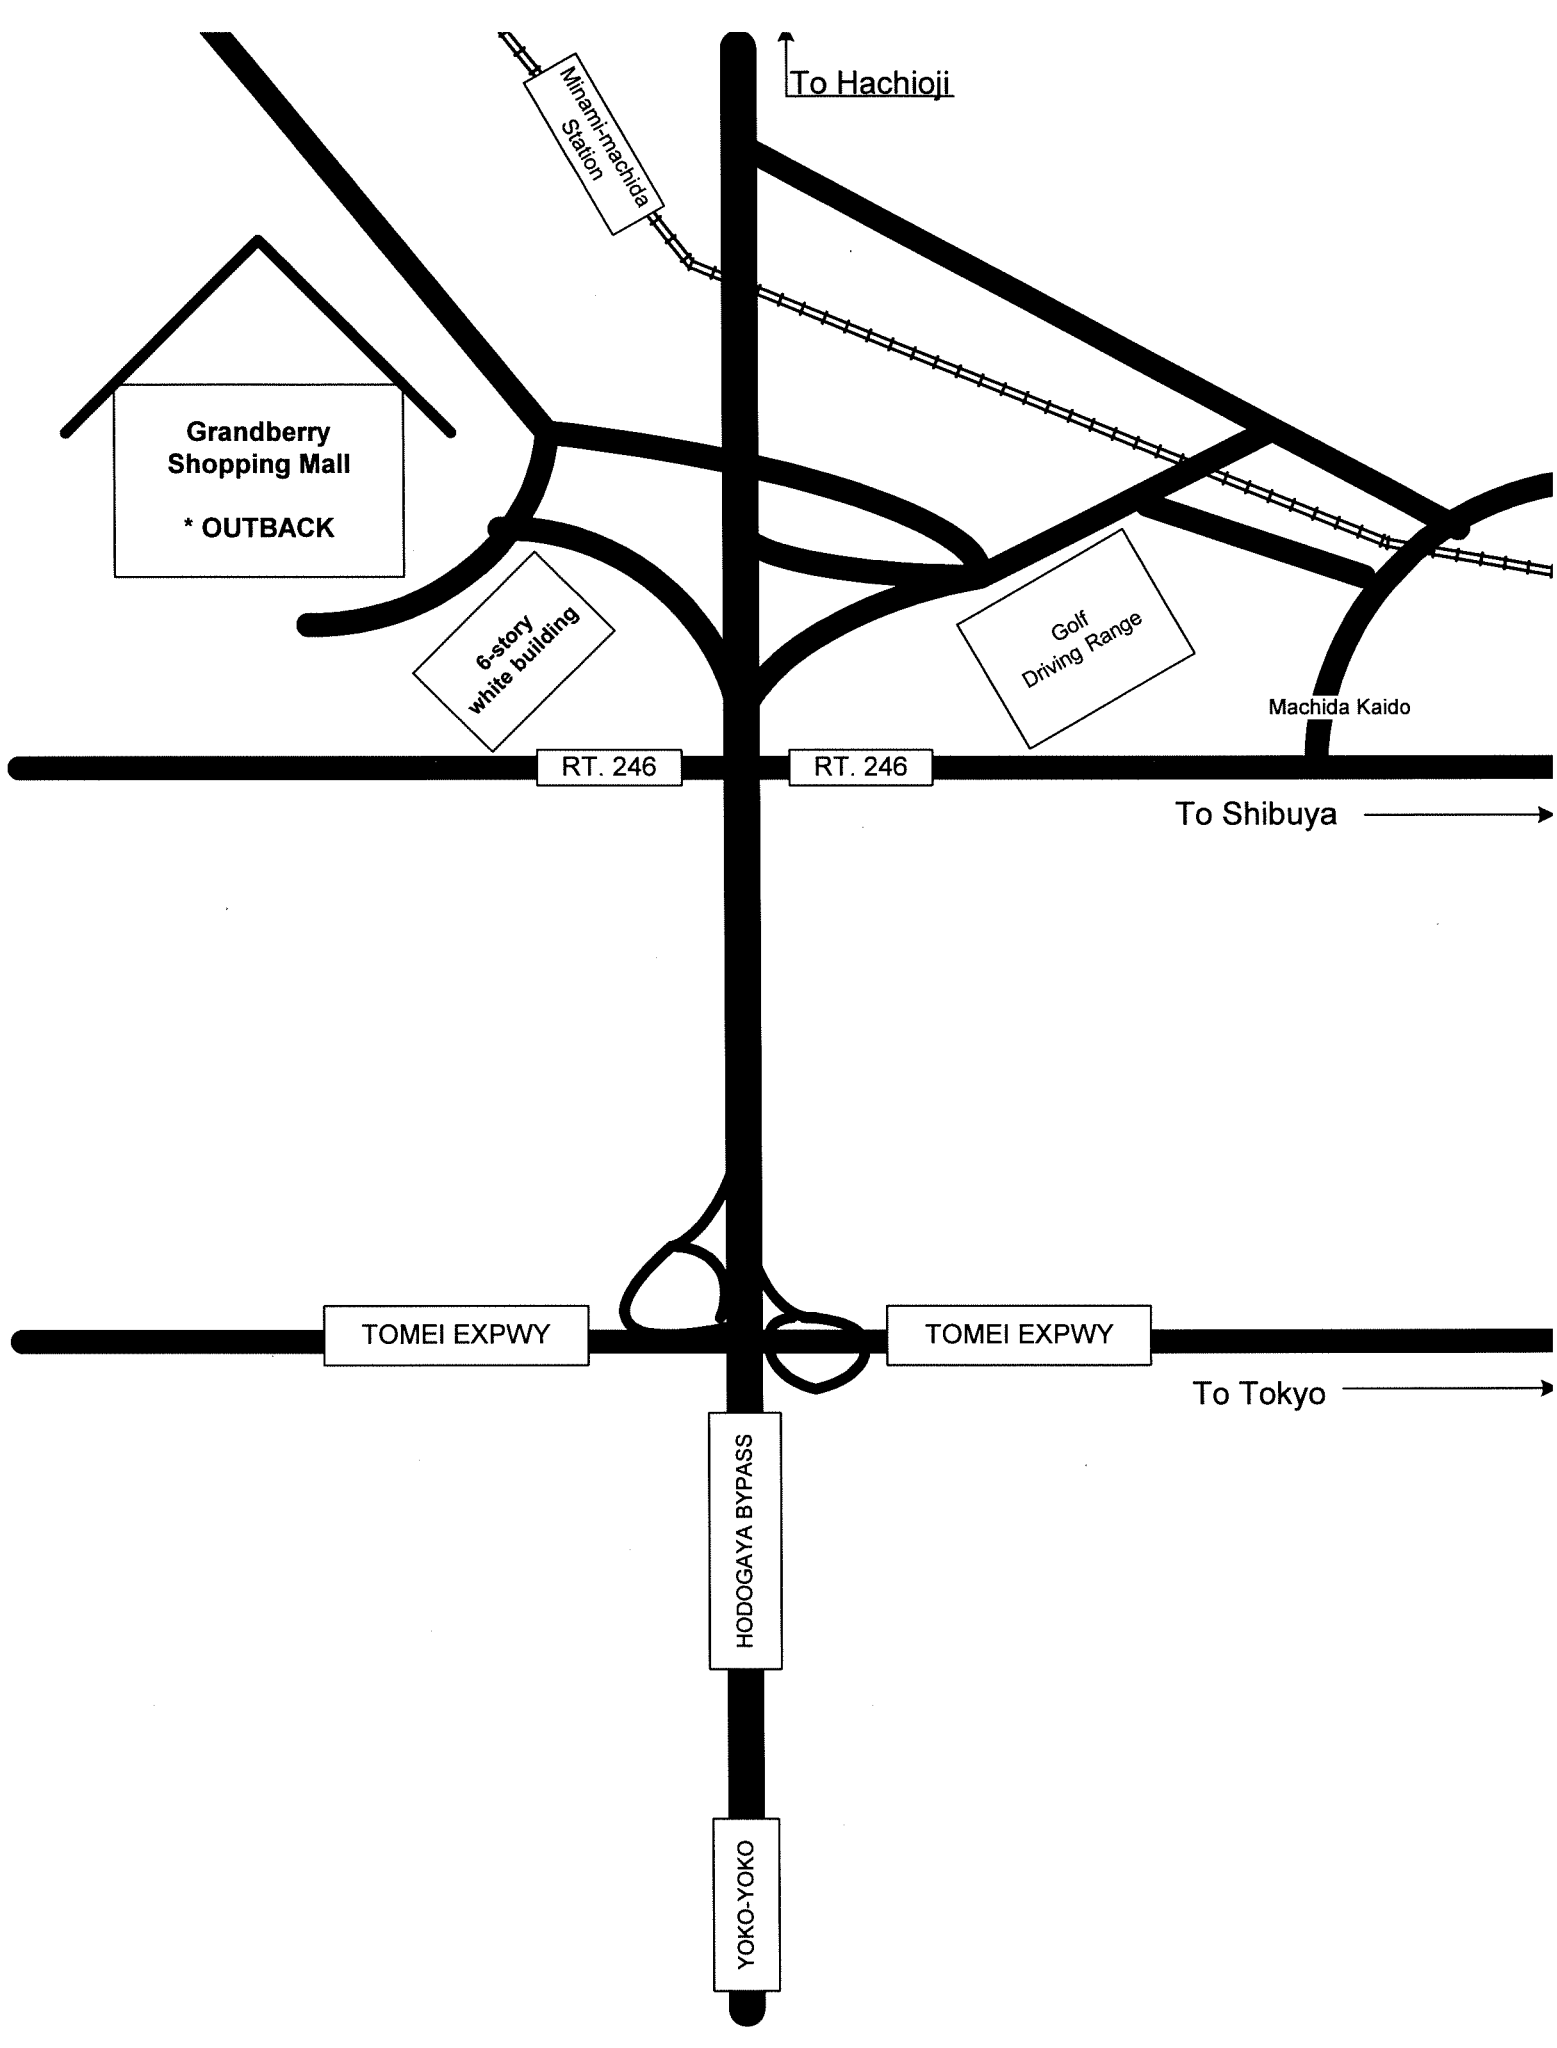 To Hachioji
Minami-machida
Station
Grandberry
Shopping Mall
* OUTBACK
6-story
white building
Golf
Driving Range
Machida Kaido
RT. 246
RT. 246
To Shibuya
TOMEI EXPWY
TOMEI EXPWY
To Tokyo
HODOGAYA BYPASS
YOKO-YOKO